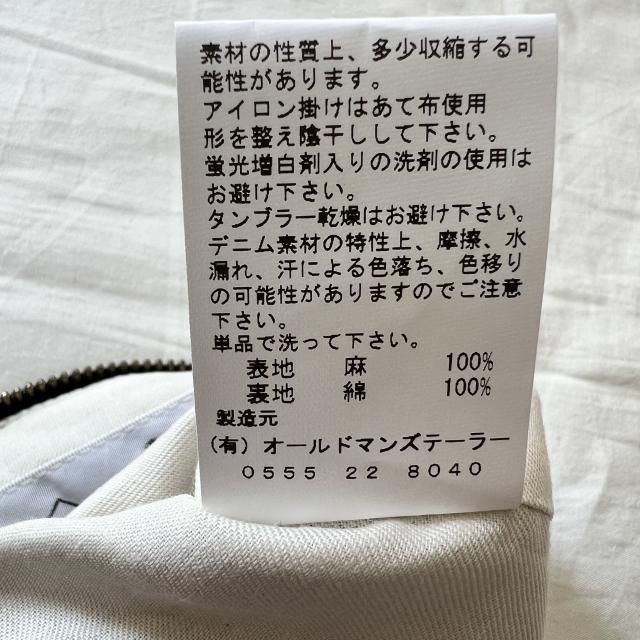 素材の性質上、多少収縮する可
能性があります。
アイロン掛けはあて布使用
形を整え陰干しして下さい。
蛍光増白剤入りの洗剤の使用は
お避け下さい。
タンブラー乾燥はお避け下さい。
デニム素材の特性上、摩擦、水
漏れ、汗による色落ち、色移り
の可能性がありますのでご注意
下さい。
単品で洗って下さい。
表地 麻 100%
裏地 綿 100%
製造元
(有) オールドマンズテーラー
0555 22 8040